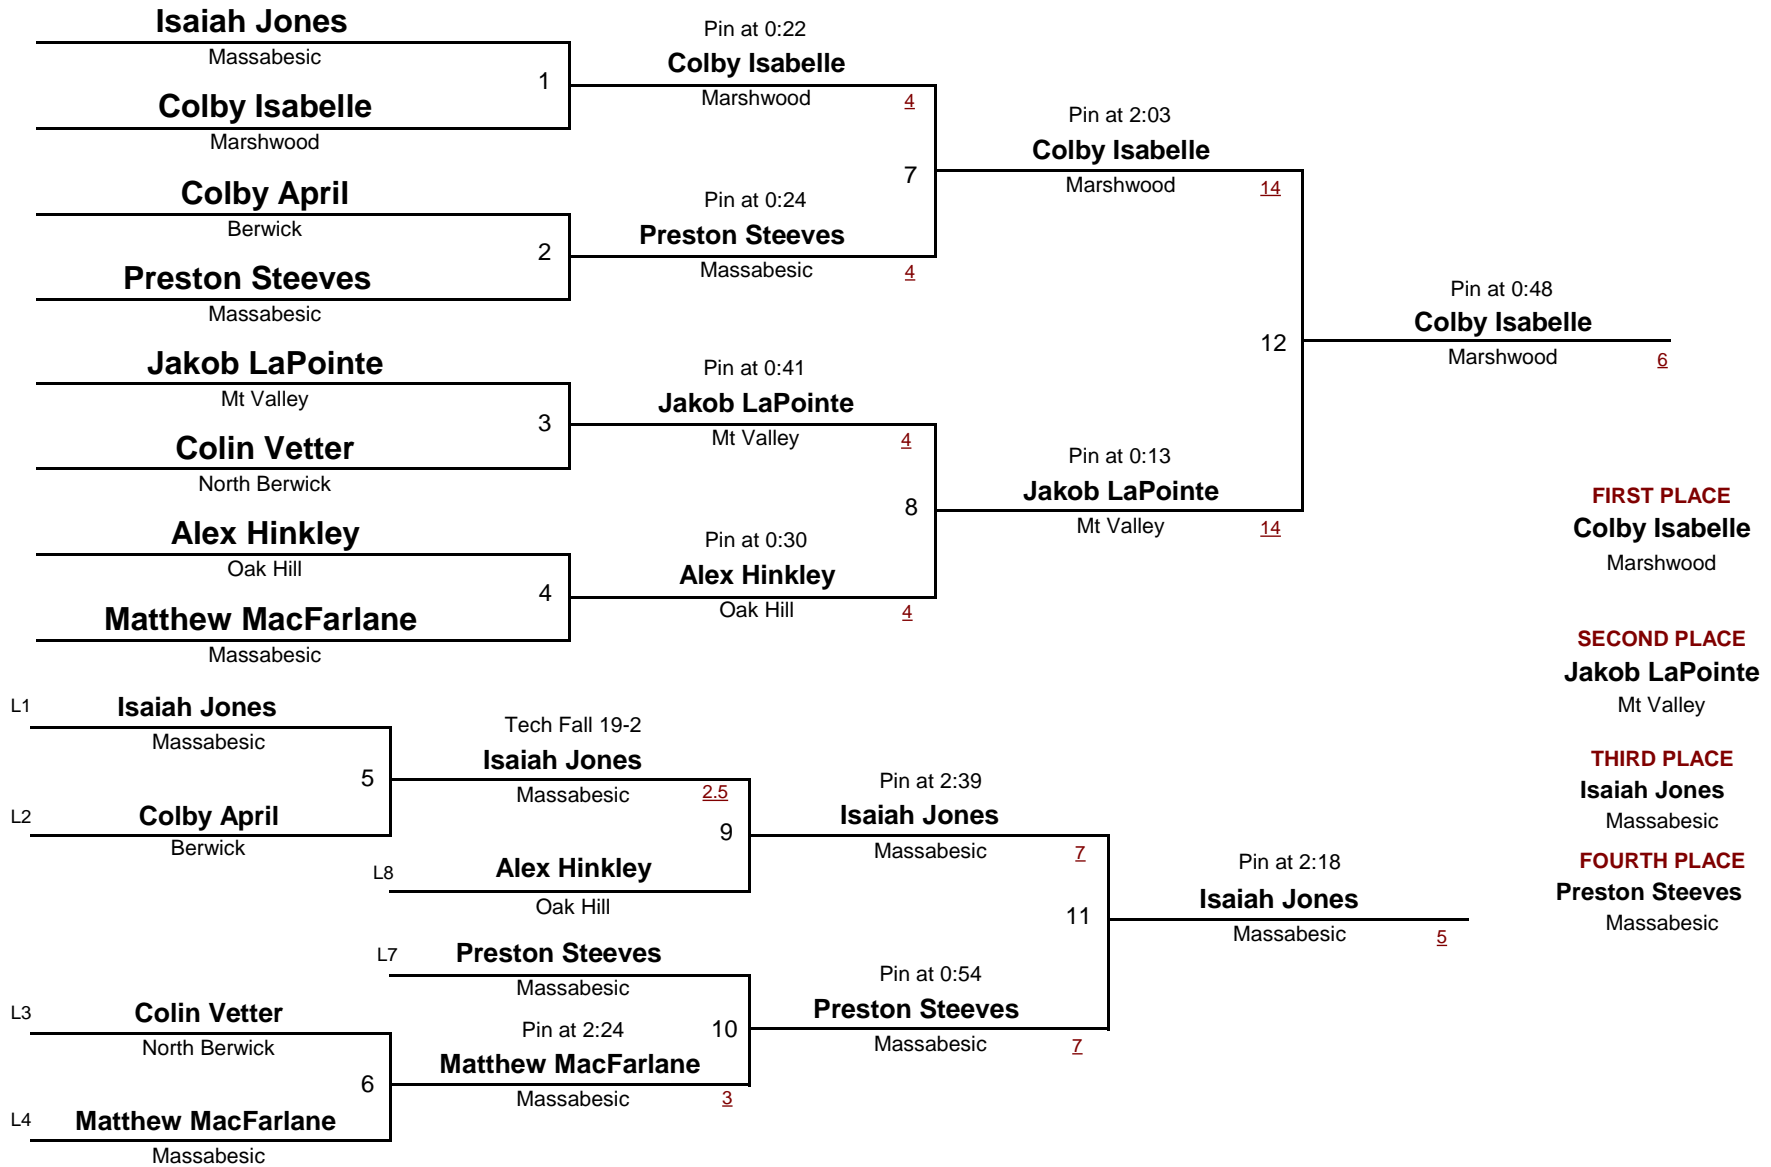 Isaiah Jones
Massabesic
1
Colby Isabelle
Marshwood
Colby April
Berwick
2
Preston Steeves
Massabesic
Jakob LaPointe
Mt Valley
3
Colin Vetter
North Berwick
Alex Hinkley
Oak Hill
4
Matthew MacFarlane
Massabesic
Pin at 0:22
Colby Isabelle
Marshwood 4
7
Pin at 0:24
Preston Steeves
Massabesic 4
Pin at 0:41
Jakob LaPointe
Mt Valley 4
8
Pin at 0:30
Alex Hinkley
Oak Hill 4
Pin at 2:03
Colby Isabelle
Marshwood 14
12
Pin at 0:13
Jakob LaPointe
Mt Valley 14
Pin at 0:48
Colby Isabelle
Marshwood 6
FIRST PLACE
Colby Isabelle
Marshwood
SECOND PLACE
Jakob LaPointe
Mt Valley
THIRD PLACE
Isaiah Jones
Massabesic
FOURTH PLACE
Preston Steeves
Massabesic
L1 Isaiah Jones
Massabesic
5
L2 Colby April
Berwick
L3 Colin Vetter
North Berwick
6
L4 Matthew MacFarlane
Massabesic
Tech Fall 19-2
Isaiah Jones
Massabesic 2.5
9
L8 Alex Hinkley
Oak Hill
L7 Preston Steeves
Massabesic
Pin at 2:24 10
Matthew MacFarlane
Massabesic 3
Pin at 2:39
Isaiah Jones
Massabesic 7
11
Pin at 0:54
Preston Steeves
Massabesic 7
Pin at 2:18
Isaiah Jones
Massabesic 5